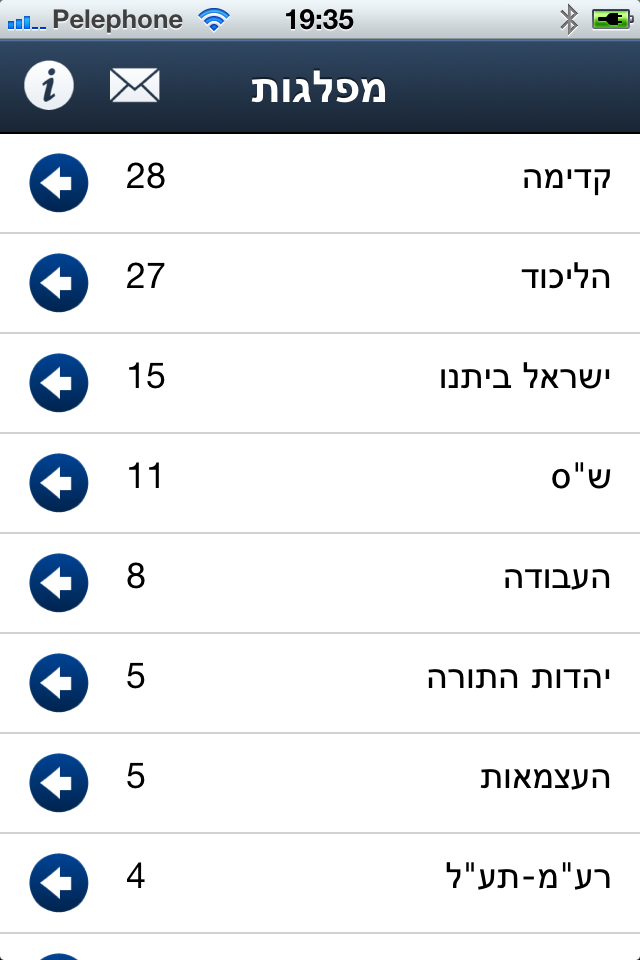 Pelephone 19:35
מפלגות
קדימה 28
הליכוד 27
ישראל ביתנו 15
ש"ס 11
העבודה 8
יהדות התורה 5
העצמאות 5
רע"מ-תע"ל 4